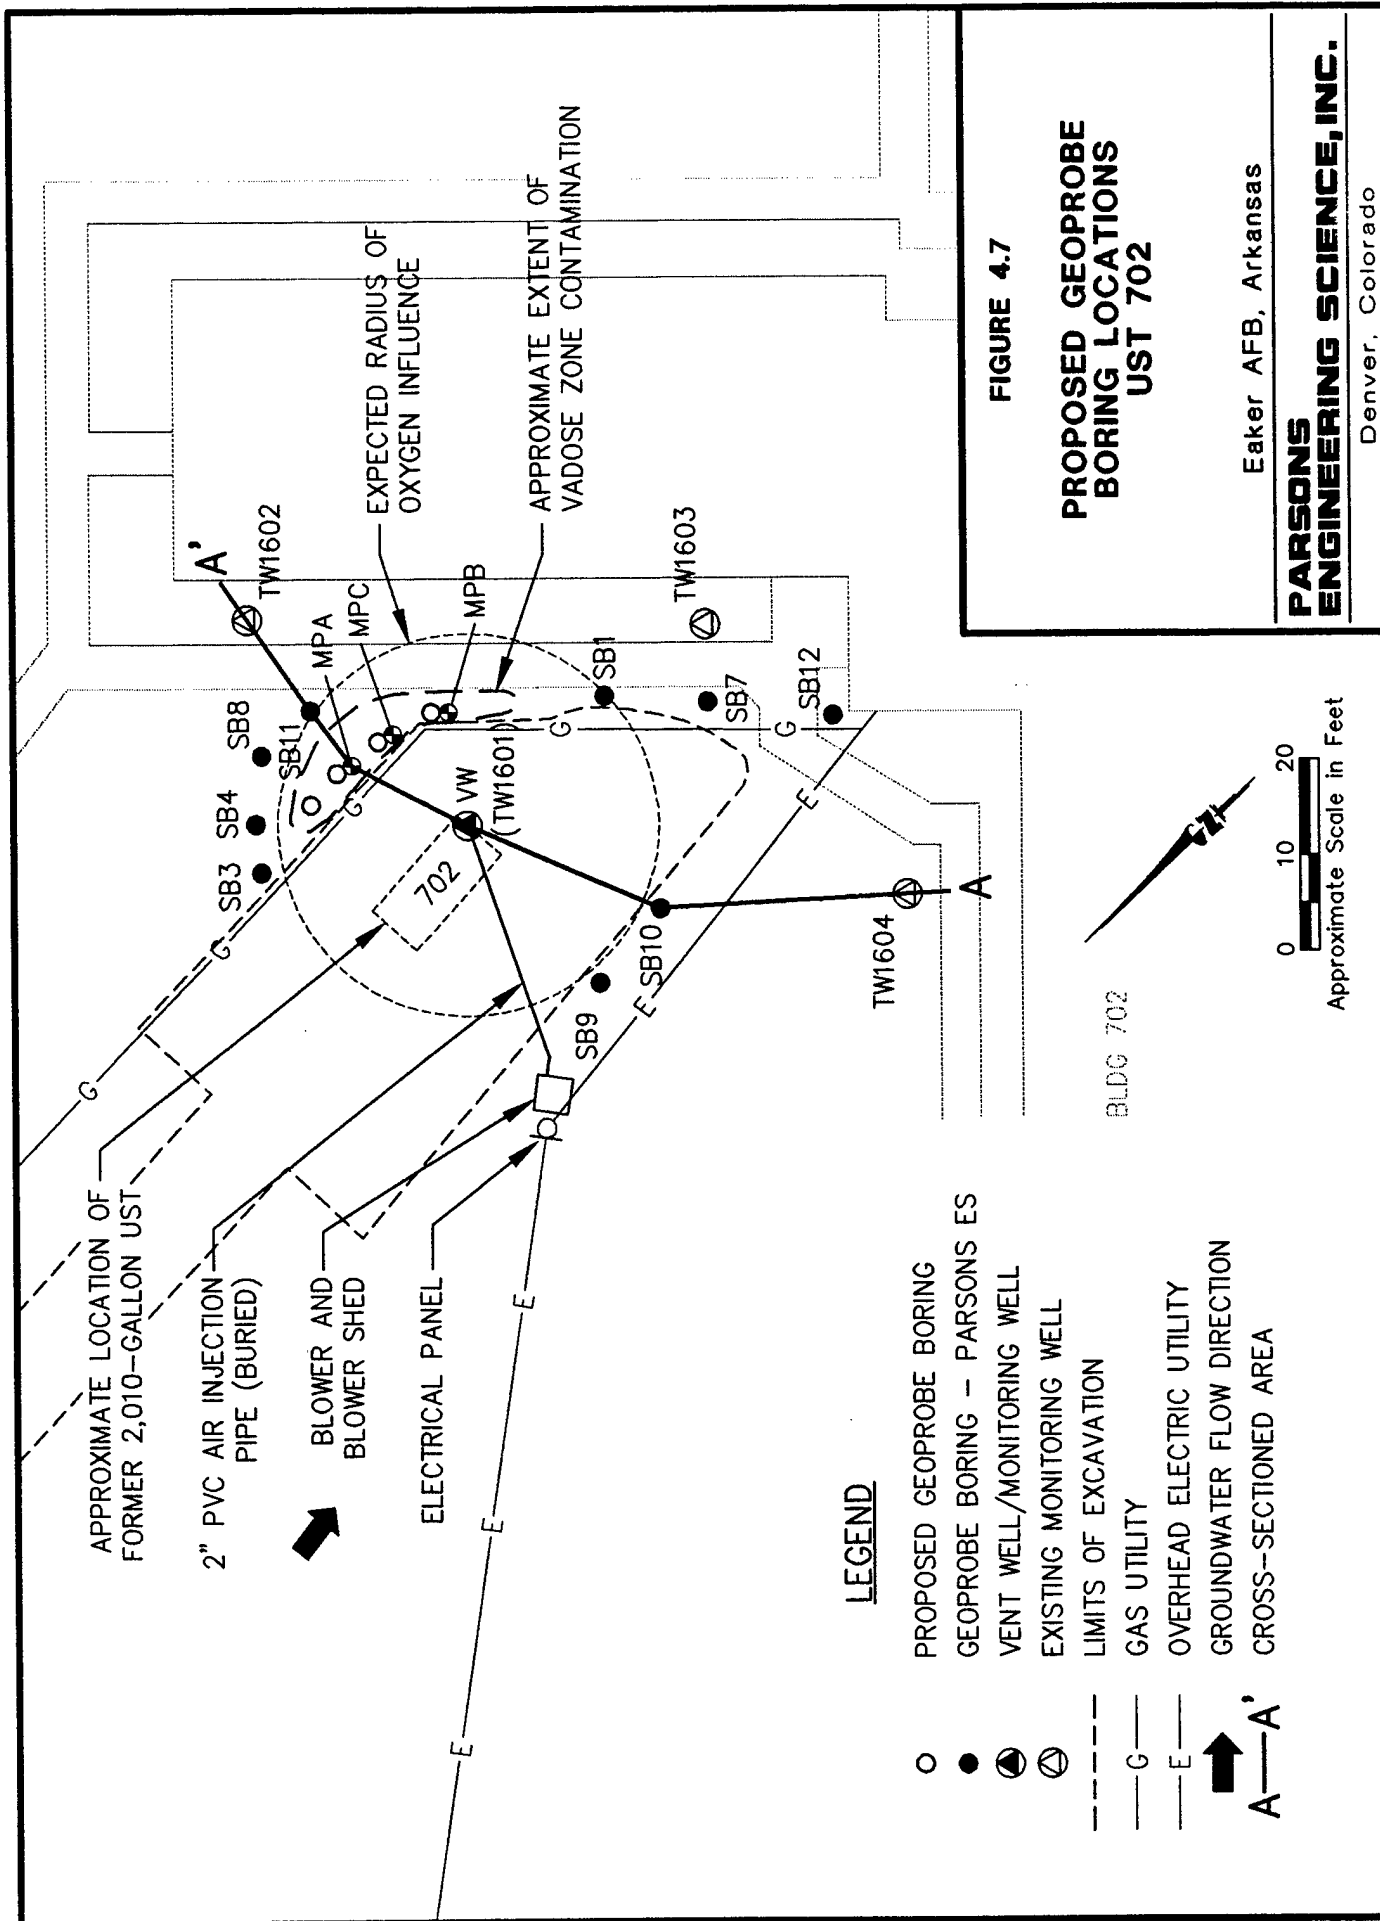 APPROXIMATE LOCATION OF
FORMER 2,010-GALLON UST
2" PVC AIR INJECTION
PIPE (BURIED)
BLOWER AND
BLOWER SHED
ELECTRICAL PANEL
SB3
SB4
SB8
SB11
A'
TW1602
MPA
MPC
MPB
EXPECTED RADIUS OF
OXYGEN INFLUENCE
APPROXIMATE EXTENT OF
VADOSE ZONE CONTAMINATION
702
VW
(TW1601)
SB1
TW1603
SB7
SB12
SB9
SB10
TW1604
A
G
G
G
G
E
E
E
E
E
BLDG 702
0 10 20
Approximate Scale in Feet
LEGEND
PROPOSED GEOPROBE BORING
GEOPROBE BORING - PARSONS ES
VENT WELL/MONITORING WELL
EXISTING MONITORING WELL
LIMITS OF EXCAVATION
G GAS UTILITY
E OVERHEAD ELECTRIC UTILITY
GROUNDWATER FLOW DIRECTION
A A' CROSS-SECTIONED AREA
FIGURE 4.7
PROPOSED GEOPROBE
BORING LOCATIONS
UST 702
Eaker AFB, Arkansas
PARSONS
ENGINEERING SCIENCE, INC.
Denver, Colorado